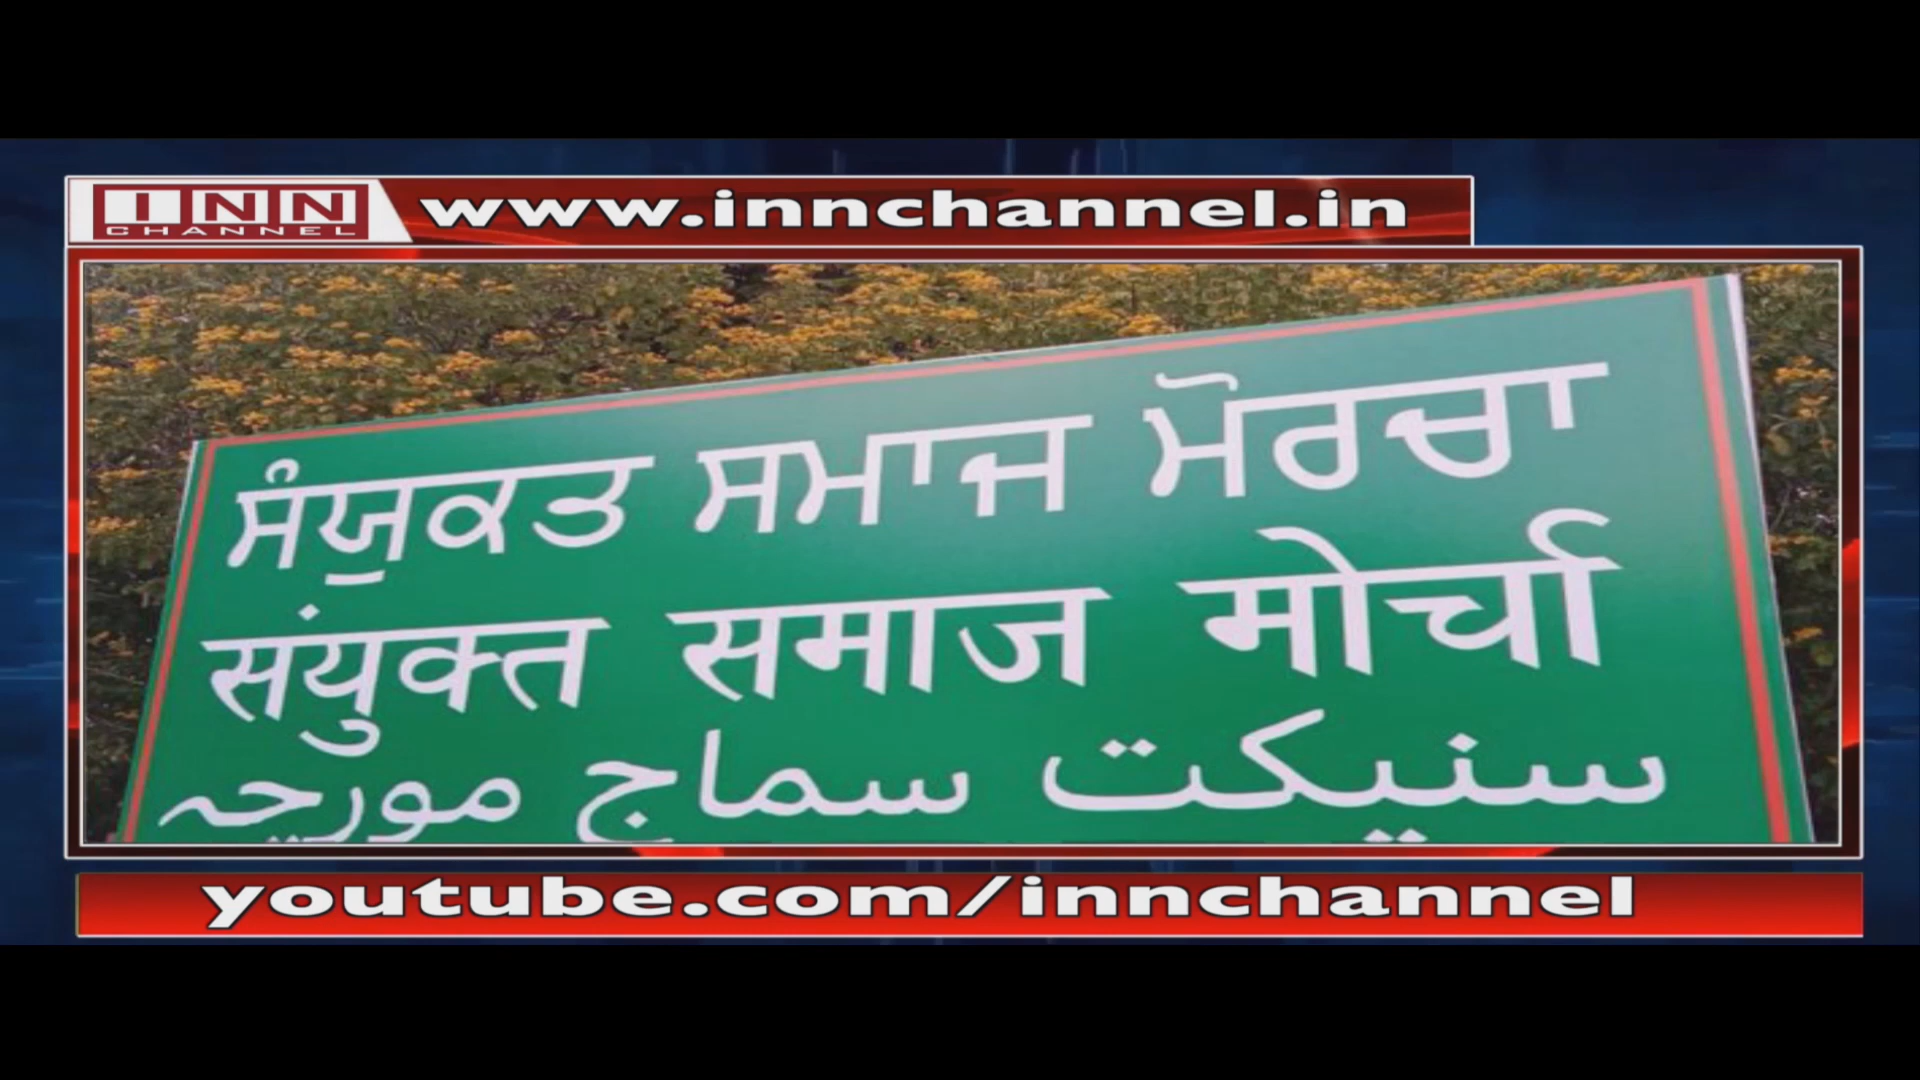 INN
CHANNEL
www.innchannel.in
ਸੰਯੁਕਤ ਸਮਾਜ ਮੋਰਚਾ
संयुक्त समाज मोर्चा
سنیکت سماج مورچہ
youtube.com/innchannel